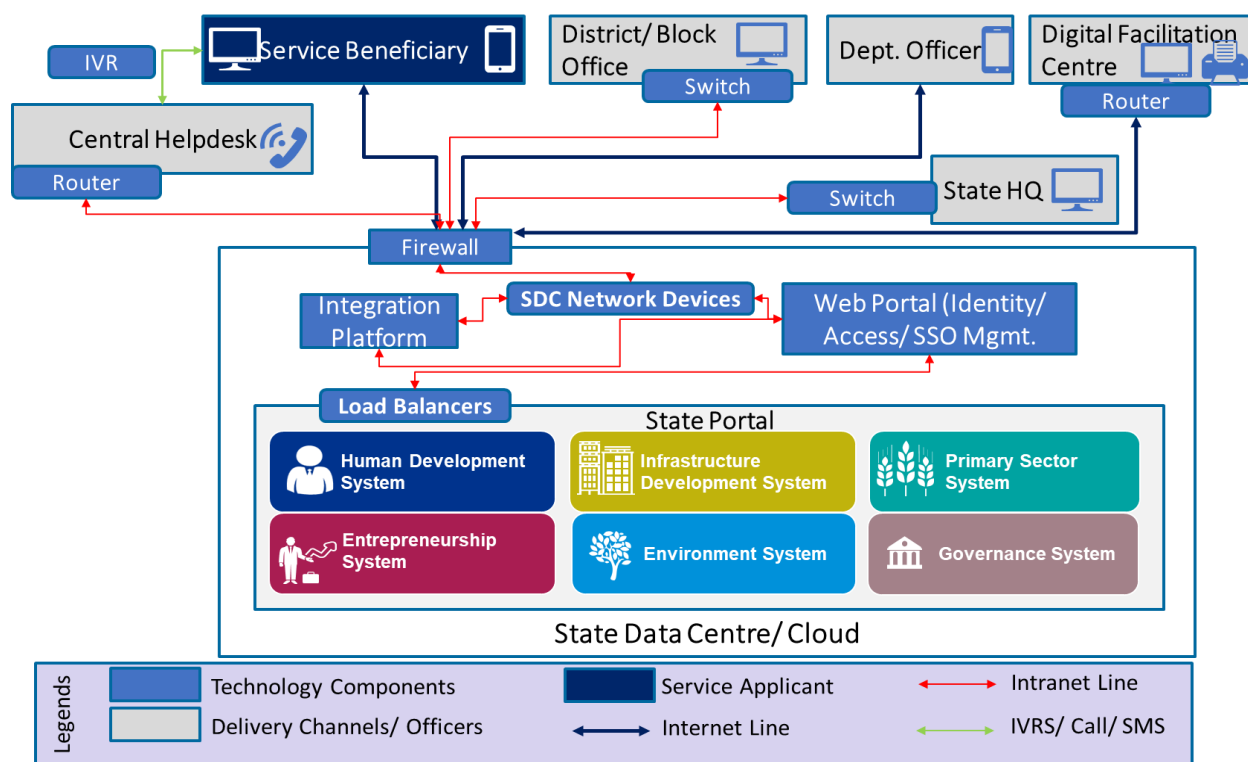 IVR
Service Beneficiary
District/ Block
Office
Switch
Dept. Officer
Digital Facilitation
Centre
Router
Central Helpdesk
Router
Switch
State HQ
Firewall
SDC Network Devices
Integration
Platform
Web Portal (Identity/
Access/ SSO Mgmt.
Load Balancers
State Portal
Human Development
System
Infrastructure
Development System
Primary Sector
System
Entrepreneurship
System
Environment System
Governance System
State Data Centre/ Cloud
Legends
Technology Components
Service Applicant
Intranet Line
Delivery Channels/ Officers
Internet Line
IVRS/ Call/ SMS